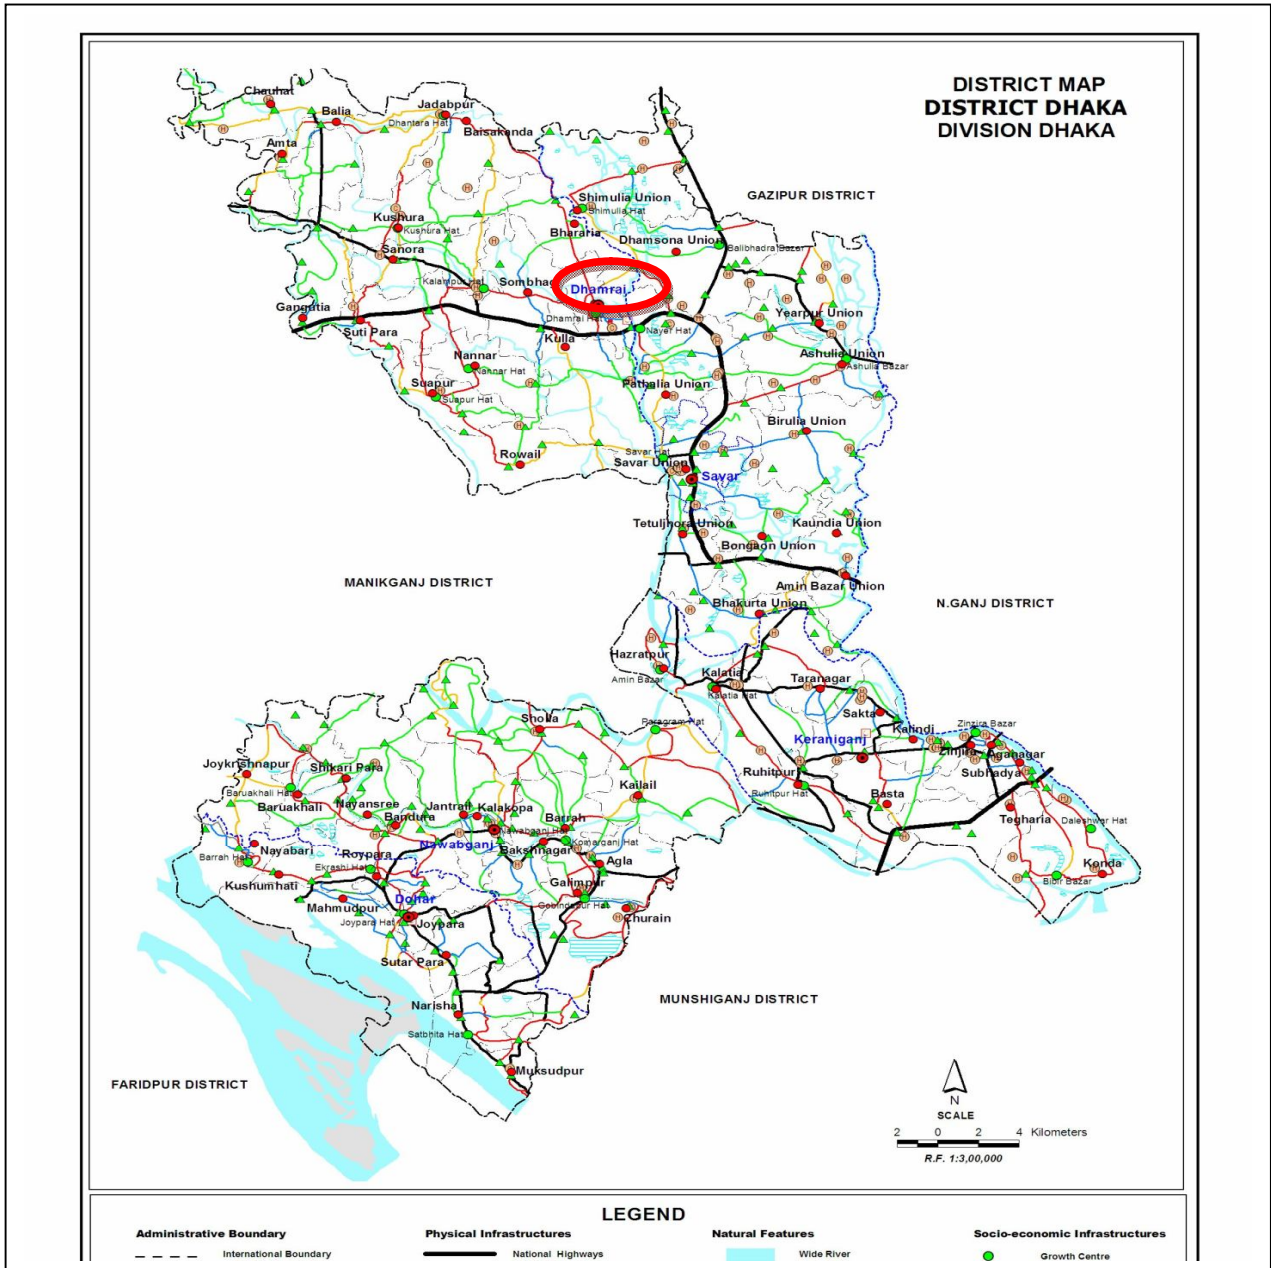 DISTRICT MAP
DISTRICT DHAKA
DIVISION DHAKA
GAZIPUR DISTRICT
Chauhat
Balia
Jadabpur
Dhantara Hat
Baisakanda
Amta
Shimulia Union
Shimulia Hat
Kushura
Kushura Hat
Bhararia
Dhamsona Union
Balibhadra Bazar
Sanora
Kalampur Hat
Sombhag
Dhamrai
Gangutia
Dhamrai Hat
Yearpur Union
Suti Para
Nayer Hat
Kulla
Nannar
Nannar Hat
Ashulia Union
Ashulia Bazar
Suapur
Suapur Hat
Pathalia Union
Birulia Union
Rowail
Savar Hat
Savar Union
Savar
Tetuljhora Union
Kaundia Union
Bongaon Union
MANIKGANJ DISTRICT
Amin Bazar Union
N.GANJ DISTRICT
Bhakurta Union
Hazratpur
Amin Bazar
Kalatia
Kalatia Hat
Taranagar
Sakta
Sholla
Paragram Hat
Keraniganj
Kalindi
Zinzira Bazar
Zinjira
Aganagar
Subhadya
Joykrishnapur
Shikari Para
Baruakhali Hat
Baruakhali
Ruhitpur
Ruhitpur Hat
Kailail
Basta
Nayansree
Bandura
Jantrail
Kalakopa
Barrah
Tegharia
Daleshwar Hat
Nawabganj Hat
Nawabganj
Bakshnagar
Komarganj Hat
Nayabari
Barrah Hat
Roypara
Ekrashi Hat
Agla
Konda
Bibir Bazar
Kushumhati
Galimpur
Gobindapur Hat
Mahmudpur
Dohar
Joypara Hat
Joypara
Churain
Sutar Para
MUNSHIGANJ DISTRICT
Narisha
Satbhita Hat
Muksudpur
FARIDPUR DISTRICT
N
SCALE
2 0 2 4 Kilometers
R.F. 1:3,00,000
LEGEND
Administrative Boundary
Physical Infrastructures
Natural Features
Socio-economic Infrastructures
International Boundary
National Highways
Wide River
Growth Centre